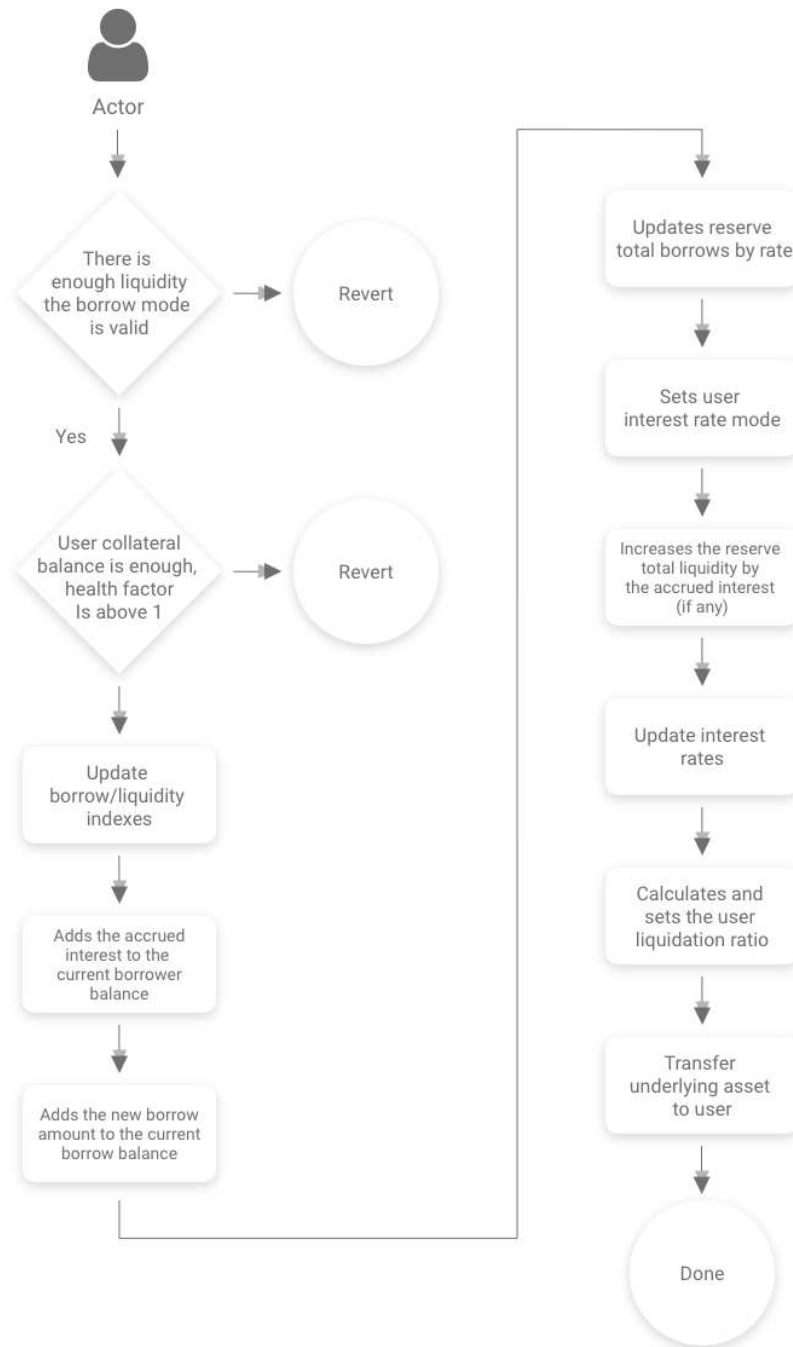 Actor
There is
enough liquidity
the borrow mode
is valid
Revert
Yes
User collateral
balance is enough,
health factor
Is above 1
Revert
Update
borrow/liquidity
indexes
Adds the accrued
interest to the
current borrower
balance
Adds the new borrow
amount to the current
borrow balance
Updates reserve
total borrows by rate
Sets user
interest rate mode
Increases the reserve
total liquidity by
the accrued interest
(if any)
Update interest
rates
Calculates and
sets the user
liquidation ratio
Transfer
underlying asset
to user
Done